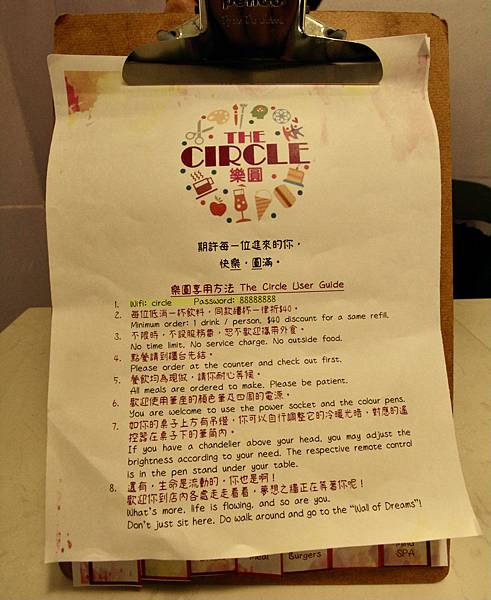 THE
CIRCLE
樂圓
期許每一位進來的你，
快樂。圓滿。
樂圓享用方法 The Circle User Guide
1. Wifi: circle Password: 88888888
2. 每位低消一杯飲料，同款續杯一律折$40。
Minimum order: 1 drink / person, $40 discount for a same refill.
3. 不限時，不設服務費，恕不歡迎攜帶外食。
No time limit. No service charge. No outside food.
4. 點餐請到櫃台先結。
Please order at the counter and check out first.
5. 餐飲均為現做，請你耐心等候。
All meals are ordered to make. Please be patient.
6. 歡迎使用筆座的顏色筆及四周的電源。
You are welcome to use the power socket and the colour pens.
7. 如你的桌子上方有吊燈，你可以自行調整它的冷暖光暗，對應的遙
控器在桌子下的筆筒內。
If you have a chandelier above your head, you may adjust the
brightness according to your need. The respective remote control
is in the pen stand under your table.
8. 還有，生命是流動的，你也是啊！
歡迎你到店內各處走走看看，夢想之牆正在等著你呢！
What's more, life is flowing, and so are you.
Don't just sit here. Do walk around and go to the "Wall of Dreams"!
Meal
Burgers
SPA